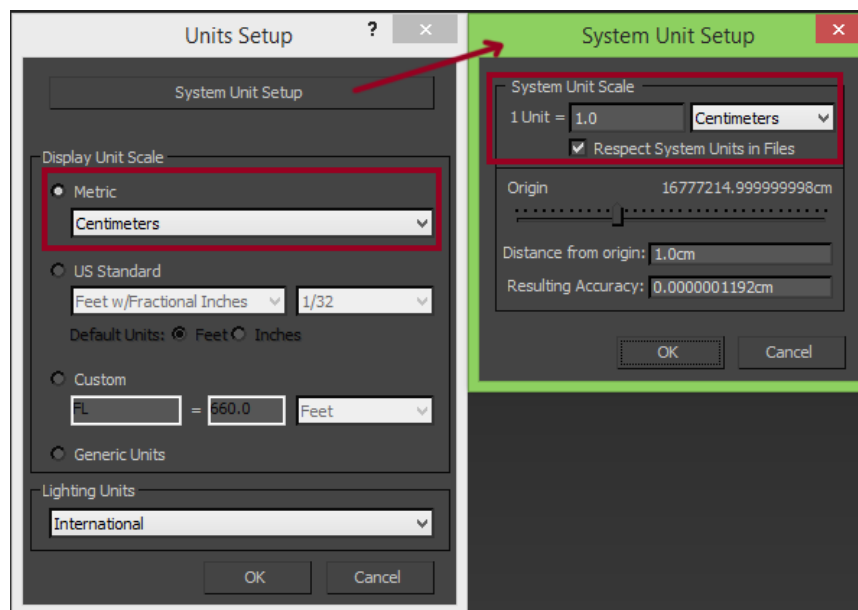 Units Setup
?
×
System Unit Setup
Display Unit Scale
Metric
Centimeters
US Standard
Feet w/Fractional Inches 1/32
Default Units: Feet Inches
Custom
FL = 660.0 Feet
Generic Units
Lighting Units
International
OK Cancel
System Unit Setup
×
System Unit Scale
1 Unit = 1.0 Centimeters
Respect System Units in Files
Origin 16777214.999999998cm
Distance from origin: 1.0cm
Resulting Accuracy: 0.0000001192cm
OK Cancel